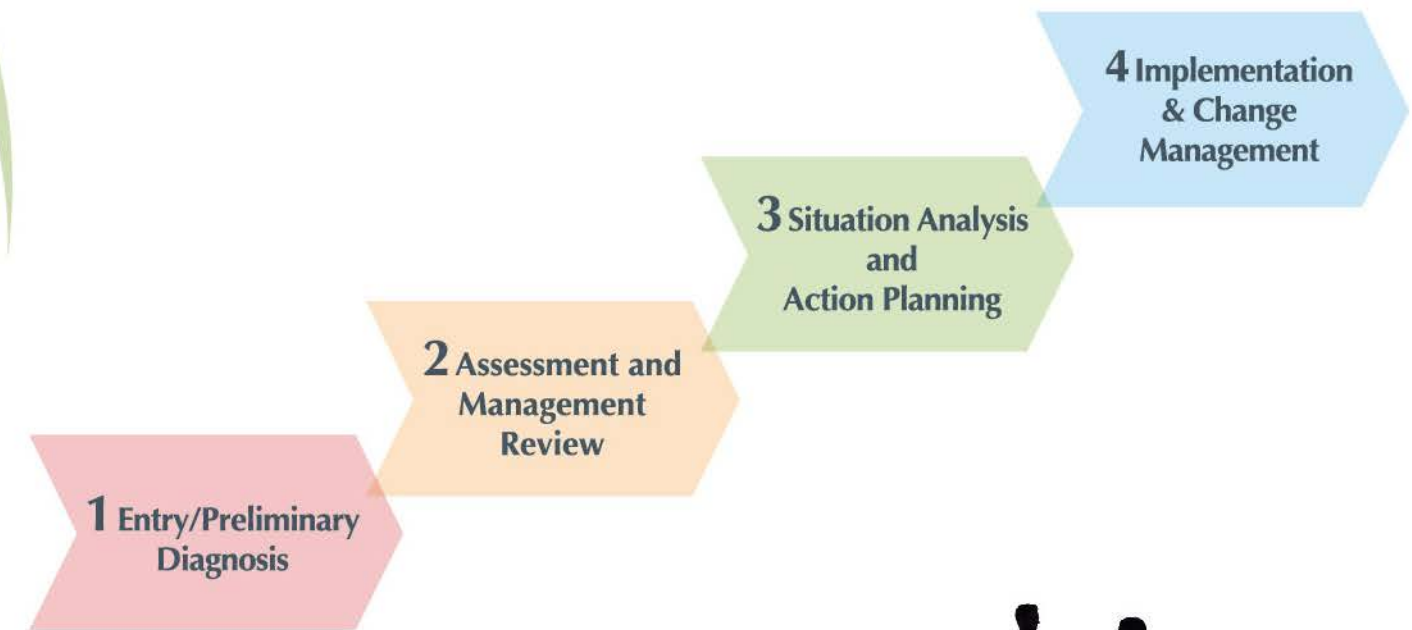 1 Entry/Preliminary
Diagnosis
2 Assessment and
Management
Review
3 Situation Analysis
and
Action Planning
4 Implementation
& Change
Management